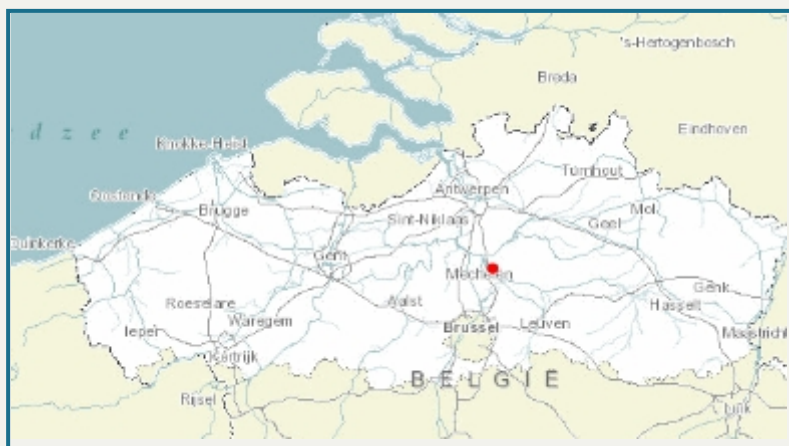 's-Hertogenbosch
Breda
dzee
Eindhoven
Knokke-Heist
Turnhout
Oostende
Antwerpen
Mol
Brugge
Sint-Niklaas
Geel
Duinkerke
Gent
Mechelen
Genk
Roeselare
Aalst
Hasselt
Waregem
Ieper
Brussel
Leuven
Maastricht
Kortrijk
BELGIË
Rijsel
Luik